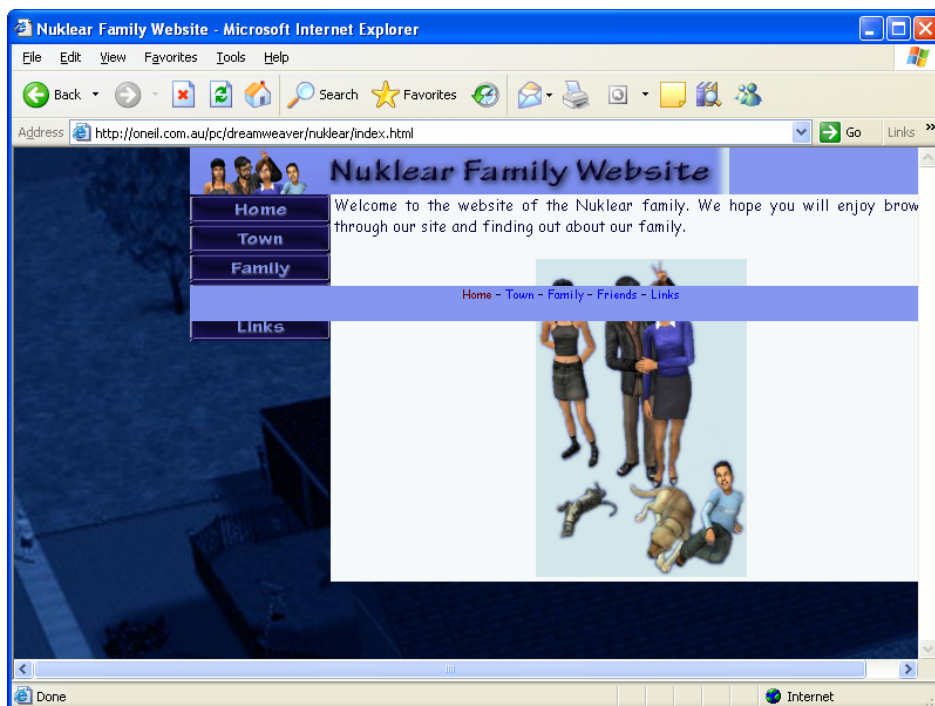 Nuklear Family Website - Microsoft Internet Explorer
File Edit View Favorites Tools Help
Back Search Favorites
Address http://oneil.com.au/pc/dreamweaver/nuklear/index.html Go Links »
Nuklear Family Website
Home
Town
Family
Links
Welcome to the website of the Nuklear family. We hope you will enjoy brow
through our site and finding out about our family.
Home - Town - Family - Friends - Links
Done Internet